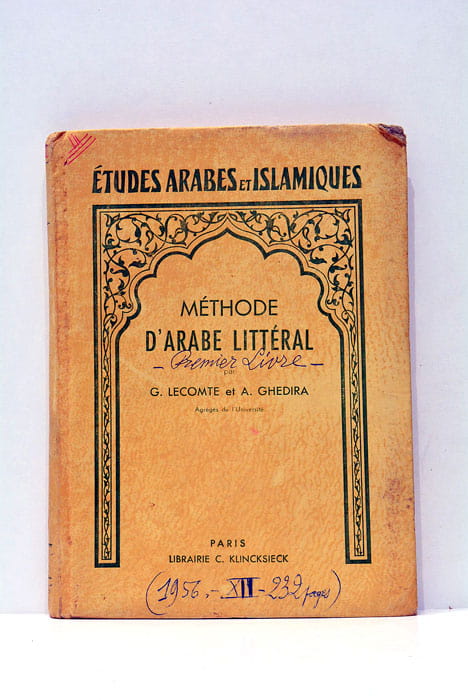 ÉTUDES ARABES ET ISLAMIQUES
MÉTHODE
D'ARABE LITTÉRAL
- Premier Livre -
par
G. LECOMTE et A. GHEDIRA
Agrégés de l'Université
PARIS
LIBRAIRIE C. KLINCKSIECK
(1956.- XII - 232 pages)